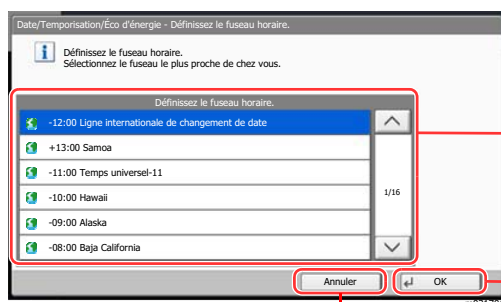 Date/Temporisation/Éco d'énergie - Définissez le fuseau horaire.
Définissez le fuseau horaire.
Sélectionnez le fuseau le plus proche de chez vous.
Définissez le fuseau horaire.
-12:00 Ligne internationale de changement de date
+13:00 Samoa
-11:00 Temps universel-11
-10:00 Hawaii
1/16
-09:00 Alaska
-08:00 Baja California
Annuler
OK